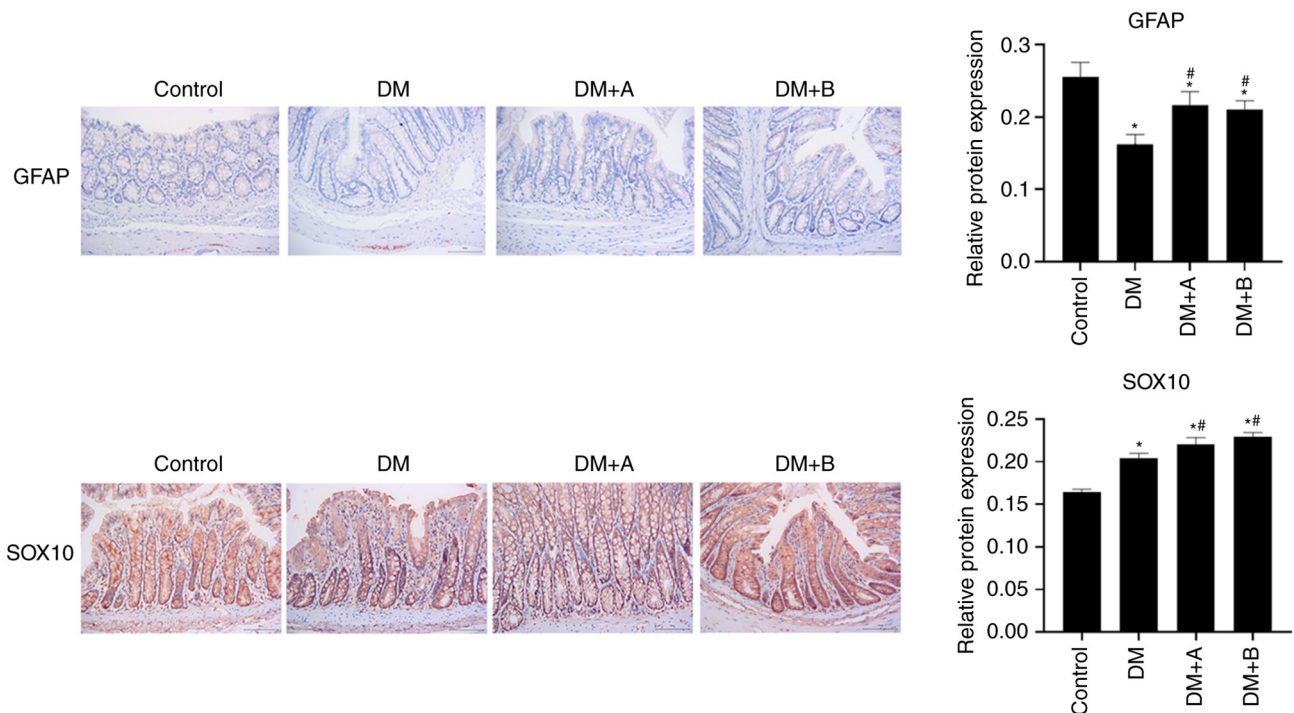 Control DM DM+A DM+B
GFAP
GFAP
Relative protein expression
0.3
0.2
0.1
0.0
*
#
*
#
*
Control
DM
DM+A
DM+B
Control DM DM+A DM+B
SOX10
SOX10
Relative protein expression
0.25
0.20
0.15
0.10
0.05
0.00
*
*#
*#
Control
DM
DM+A
DM+B